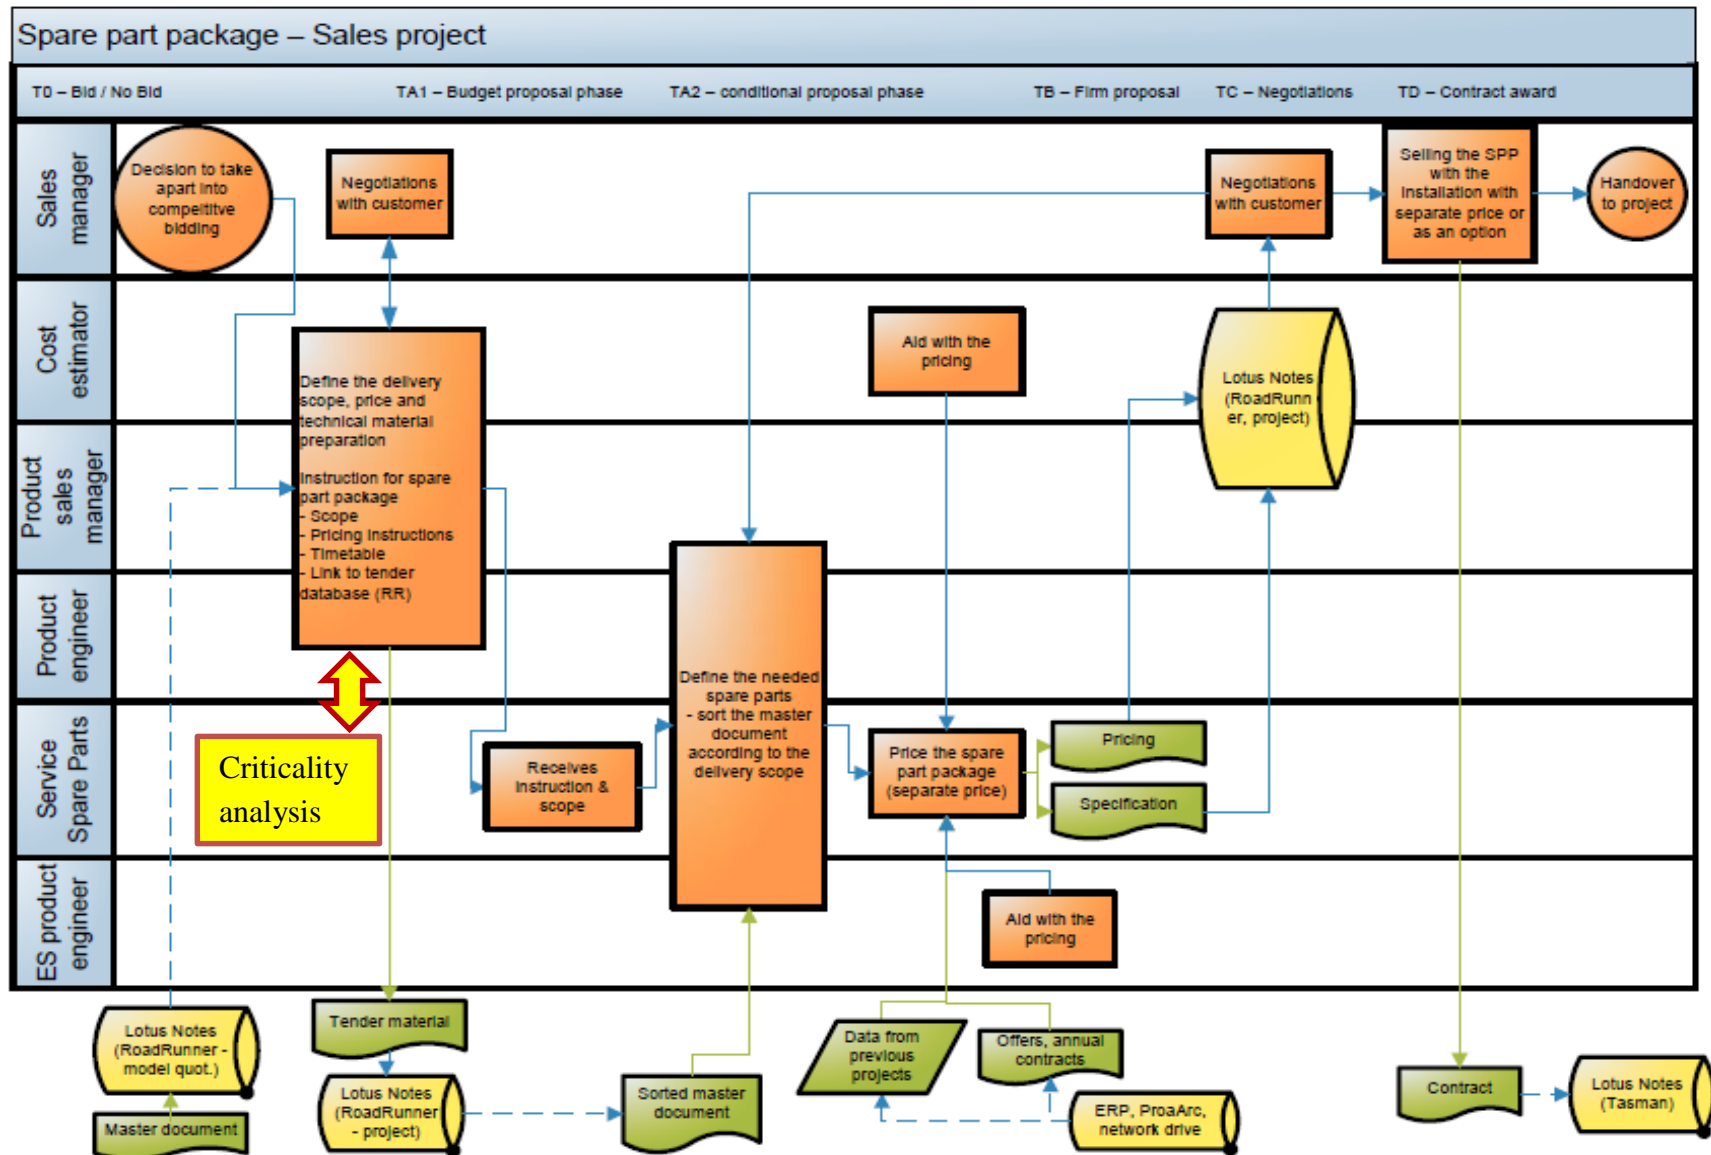 Spare part package – Sales project
T0 – Bid / No Bid
TA1 – Budget proposal phase
TA2 – conditional proposal phase
TB – Firm proposal
TC – Negotiations
TD – Contract award
Sales
manager
Decision to take
apart into
competitve
bidding
Negotiations
with customer
Negotiations
with customer
Selling the SPP
with the
installation with
separate price or
as an option
Handover
to project
Cost
estimator
Define the delivery
scope, price and
technical material
preparation
Instruction for spare
part package
- Scope
- Pricing instructions
- Timetable
- Link to tender
database (RR)
Aid with the
pricing
Lotus Notes
(RoadRunn
er, project)
Product
sales
manager
Product
engineer
Define the needed
spare parts
- sort the master
document
according to the
delivery scope
Service
Spare Parts
Criticality
analysis
Receives
instruction &
scope
Price the spare
part package
(separate price)
Pricing
Specification
ES product
engineer
Aid with the
pricing
Lotus Notes
(RoadRunner -
model quot.)
Master document
Tender material
Lotus Notes
(RoadRunner
- project)
Sorted master
document
Data from
previous
projects
Offers, annual
contracts
ERP, ProaArc,
network drive
Contract
Lotus Notes
(Tasman)